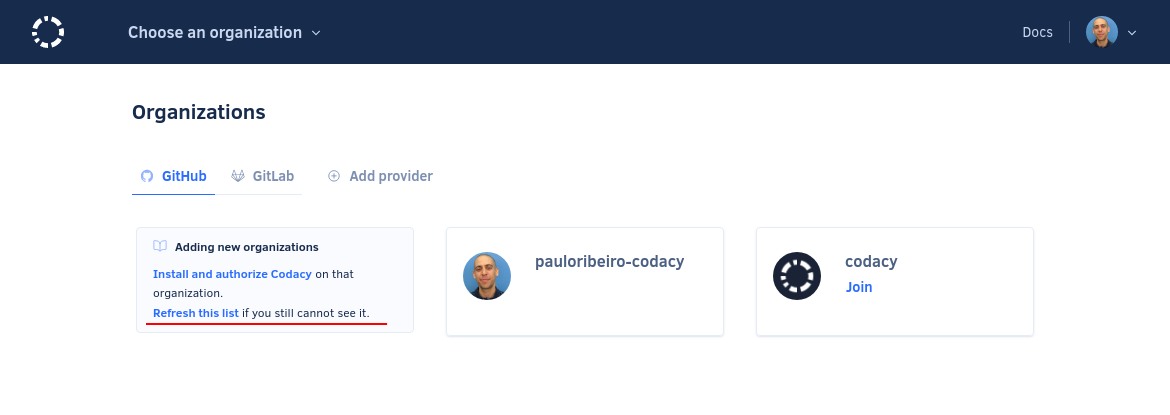 Choose an organization
Docs
Organizations
GitHub
GitLab
Add provider
Adding new organizations
Install and authorize Codacy on that
organization.
Refresh this list if you still cannot see it.
pauloribeiro-codacy
codacy
Join